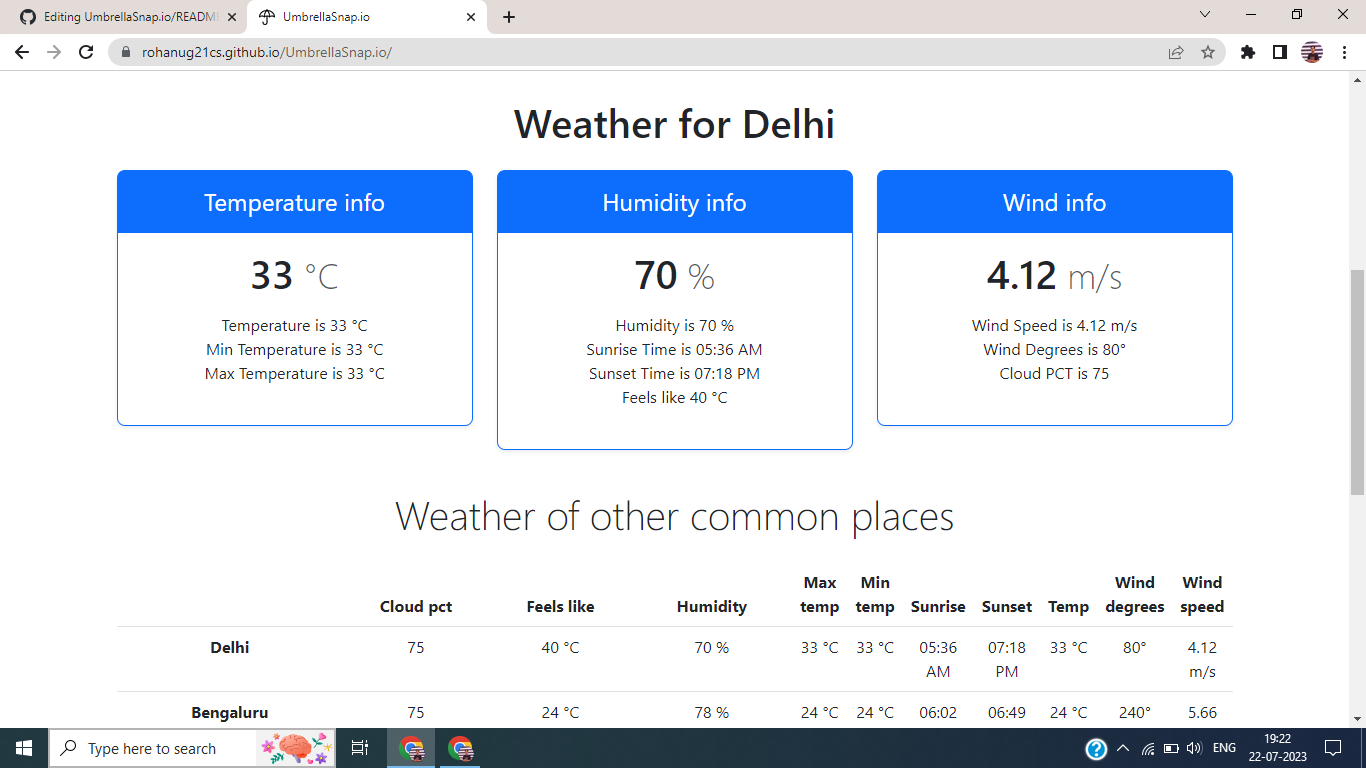 Editing UmbrellaSnap.io/README
UmbrellaSnap.io
rohanug21cs.github.io/UmbrellaSnap.io/
Weather for Delhi
Temperature info
33 °C
Temperature is 33 °C
Min Temperature is 33 °C
Max Temperature is 33 °C
Humidity info
70 %
Humidity is 70 %
Sunrise Time is 05:36 AM
Sunset Time is 07:18 PM
Feels like 40 °C
Wind info
4.12 m/s
Wind Speed is 4.12 m/s
Wind Degrees is 80°
Cloud PCT is 75
Weather of other common places
Cloud pct Feels like Humidity Max temp Min temp Sunrise Sunset Temp Wind degrees Wind speed
Delhi 75 40 °C 70 % 33 °C 33 °C 05:36 AM 07:18 PM 33 °C 80° 4.12 m/s
Bengaluru 75 24 °C 78 % 24 °C 24 °C 06:02 06:49 24 °C 240° 5.66
Type here to search
ENG
19:22
22-07-2023